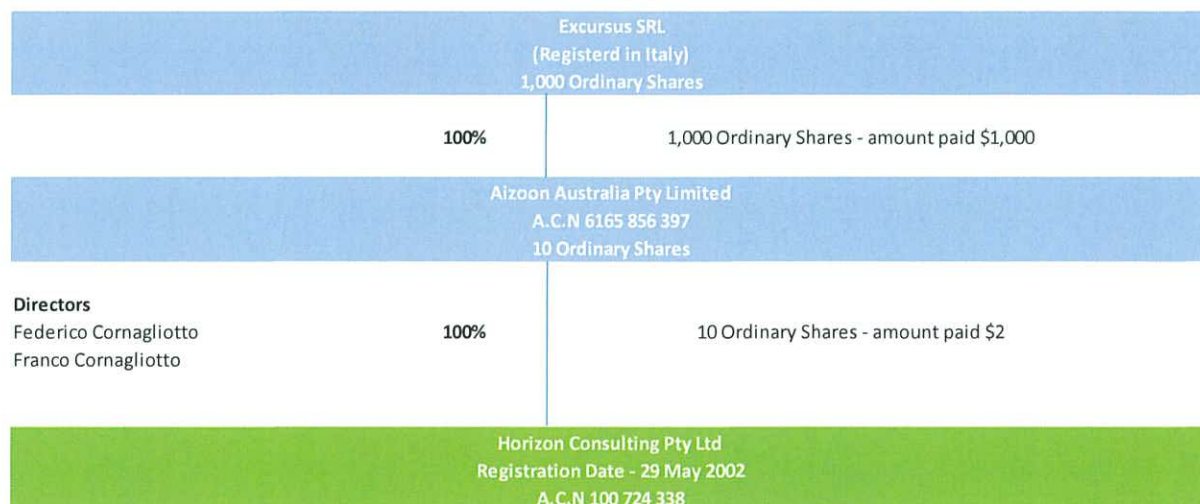 Excursus SRL
(Registerd in Italy)
1,000 Ordinary Shares
100%
1,000 Ordinary Shares - amount paid $1,000
Aizoon Australia Pty Limited
A.C.N 6165 856 397
10 Ordinary Shares
Directors
Federico Cornagliotto
Franco Cornagliotto
100%
10 Ordinary Shares - amount paid $2
Horizon Consulting Pty Ltd
Registration Date - 29 May 2002
A.C.N 100 724 338